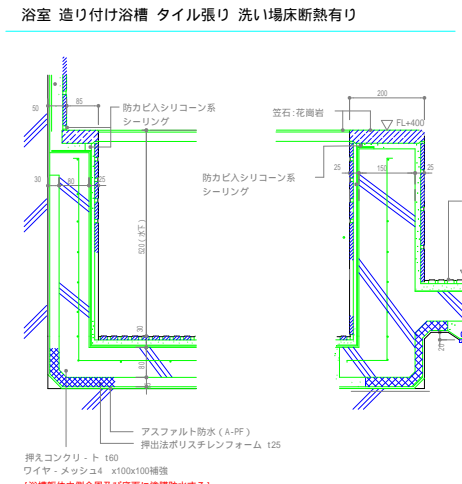 浴室 造り付け浴槽 タイル張り 洗い場床断熱有り
200
50
85
防カビ入シリコーン系
シーリング
笠石:花崗岩
FL+400
防カビ入シリコーン系
シーリング
30
60
25
25
150
25
620(水下)
30
80
20
アスファルト防水 (A-PF)
押出法ポリスチレンフォーム t25
押えコンクリ-ト t60
ワイヤ-メッシュ4 x100x100補強